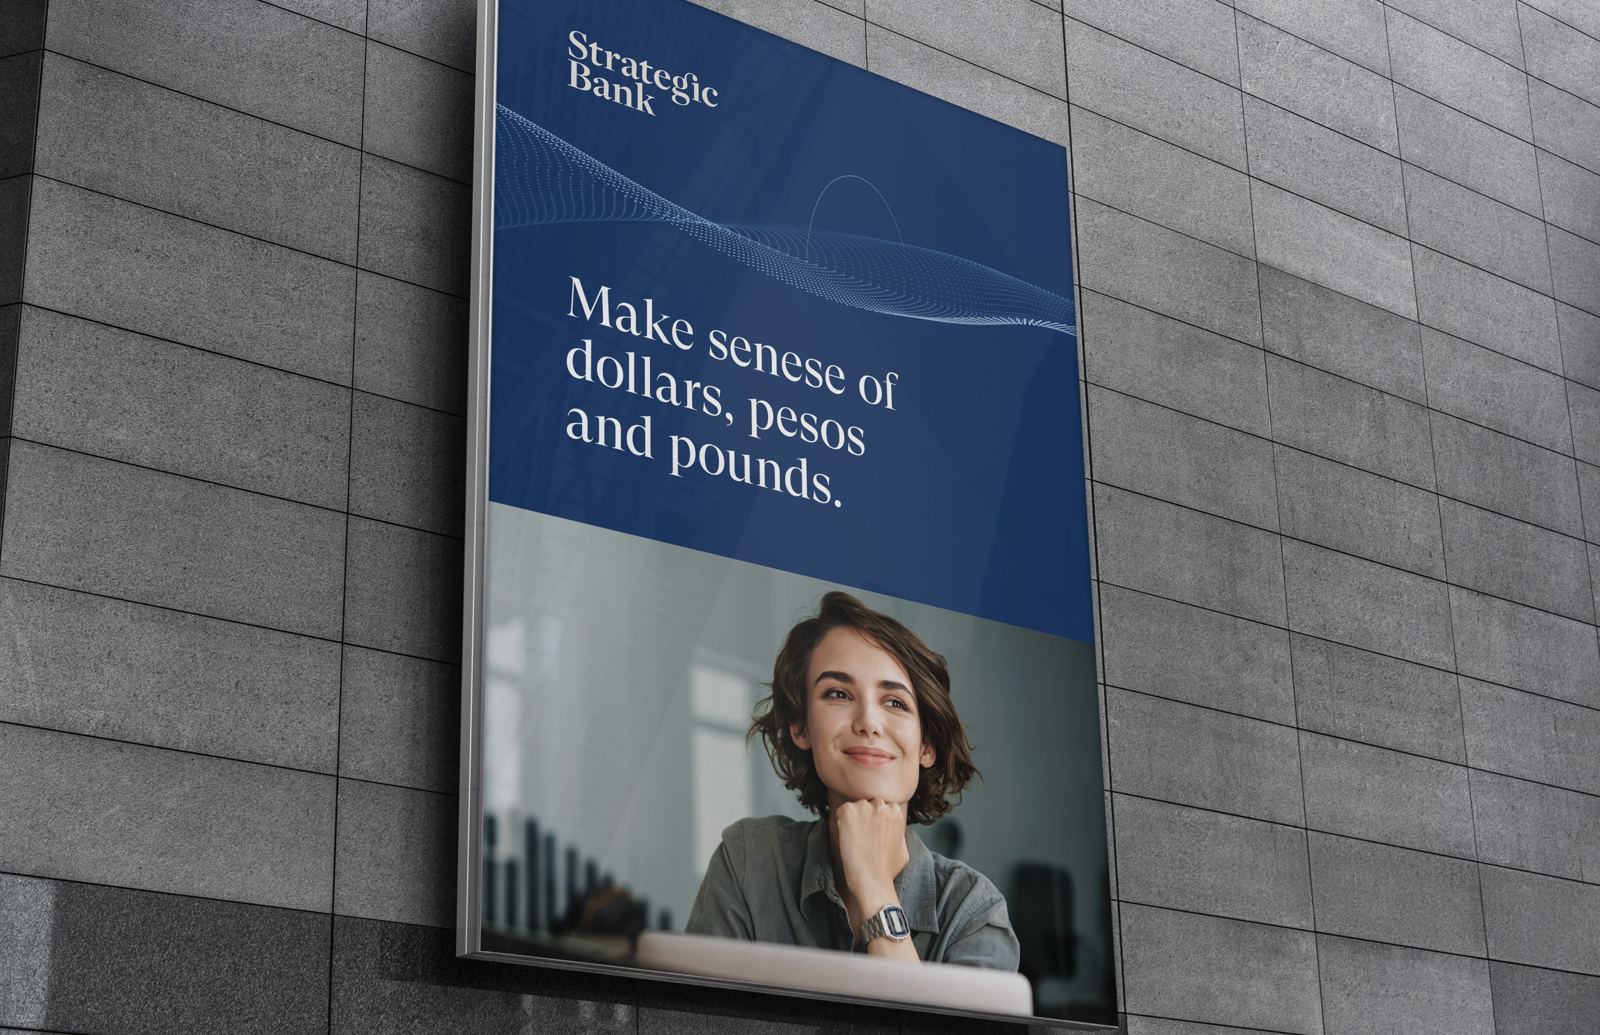 Strategic
Bank
Make senese of
dollars, pesos
and pounds.